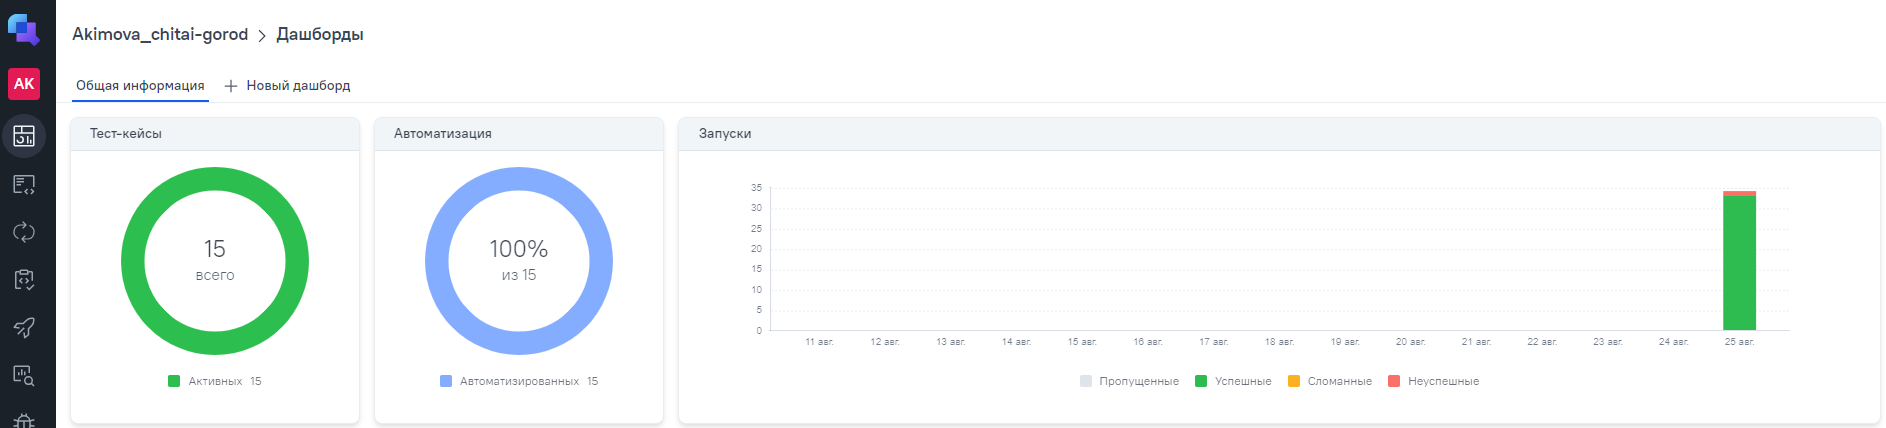 Akimova_chitai-gorod > Дашборды
АК
Общая информация + Новый дашборд
Тест-кейсы
15
всего
Активных 15
Автоматизация
100%
из 15
Автоматизированных 15
Запуски
35
30
25
20
15
10
5
0
11 авг. 12 авг. 13 авг. 14 авг. 15 авг. 16 авг. 17 авг. 18 авг. 19 авг. 20 авг. 21 авг. 22 авг. 23 авг. 24 авг. 25 авг.
Пропущенные Успешные Сломанные Неуспешные